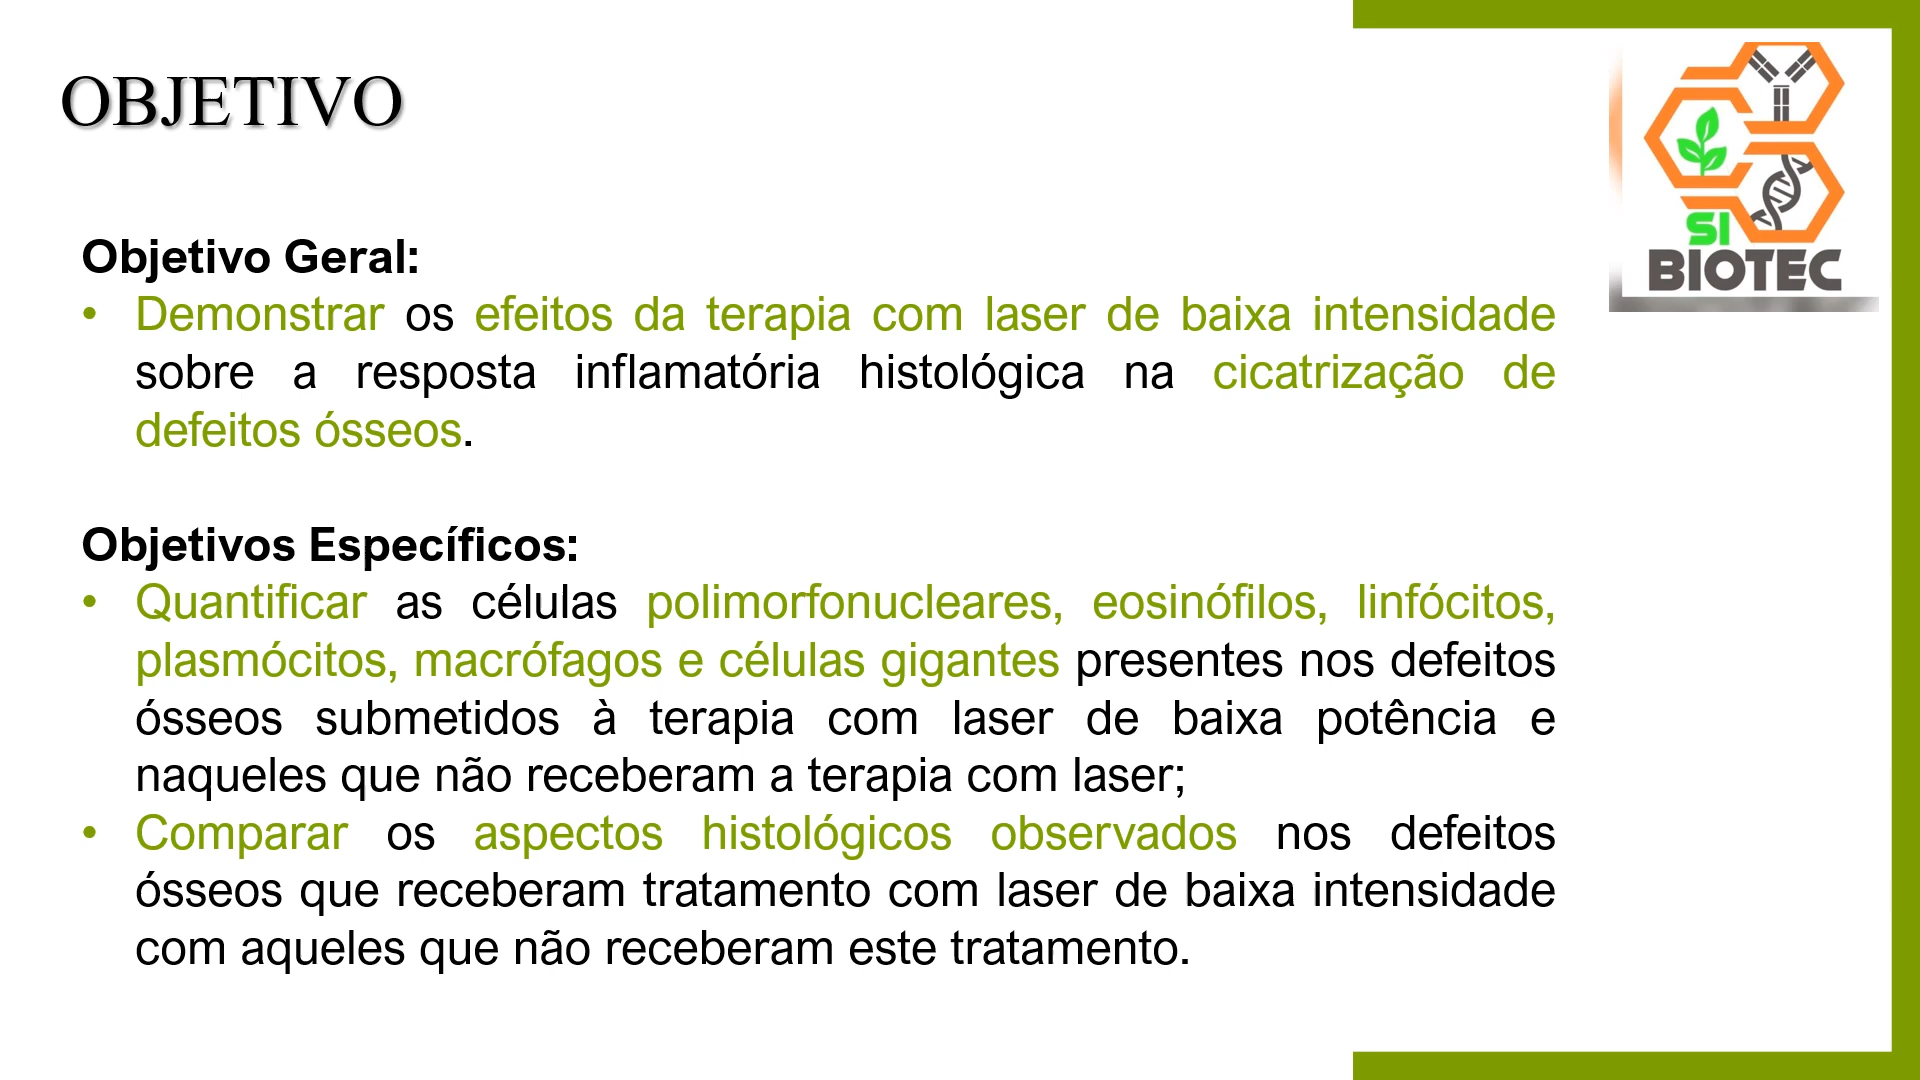 OBJETIVO
SI
BIOTEC
Objetivo Geral:
• Demonstrar os efeitos da terapia com laser de baixa intensidade
sobre a resposta inflamatória histológica na cicatrização de
defeitos ósseos.
Objetivos Específicos:
• Quantificar as células polimorfonucleares, eosinófilos, linfócitos,
plasmócitos, macrófagos e células gigantes presentes nos defeitos
ósseos submetidos à terapia com laser de baixa potência e
naqueles que não receberam a terapia com laser;
• Comparar os aspectos histológicos observados nos defeitos
ósseos que receberam tratamento com laser de baixa intensidade
com aqueles que não receberam este tratamento.